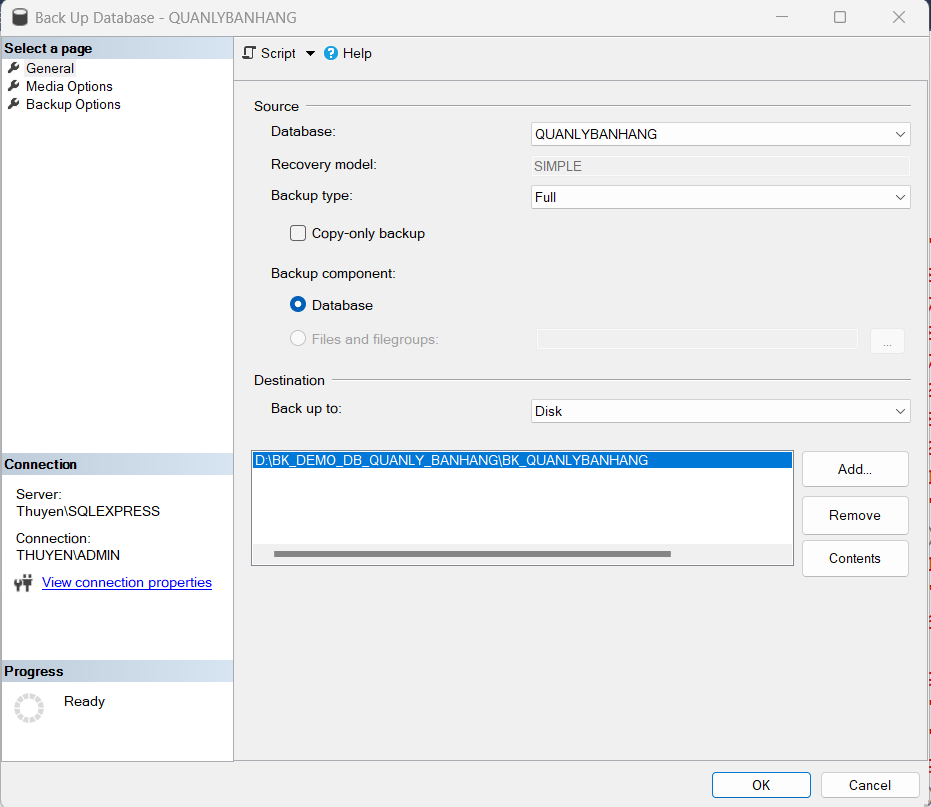 Back Up Database - QUANLYBANHANG
Select a page
General
Media Options
Backup Options
Script
Help
Source
Database:
QUANLYBANHANG
Recovery model:
SIMPLE
Backup type:
Full
Copy-only backup
Backup component:
Database
Files and filegroups:
...
Destination
Back up to:
Disk
D:\BK_DEMO_DB_QUANLY_BANHANG\BK_QUANLYBANHANG
Add...
Remove
Contents
Connection
Server:
Thuyen\SQLEXPRESS
Connection:
THUYEN\ADMIN
View connection properties
Progress
Ready
OK
Cancel